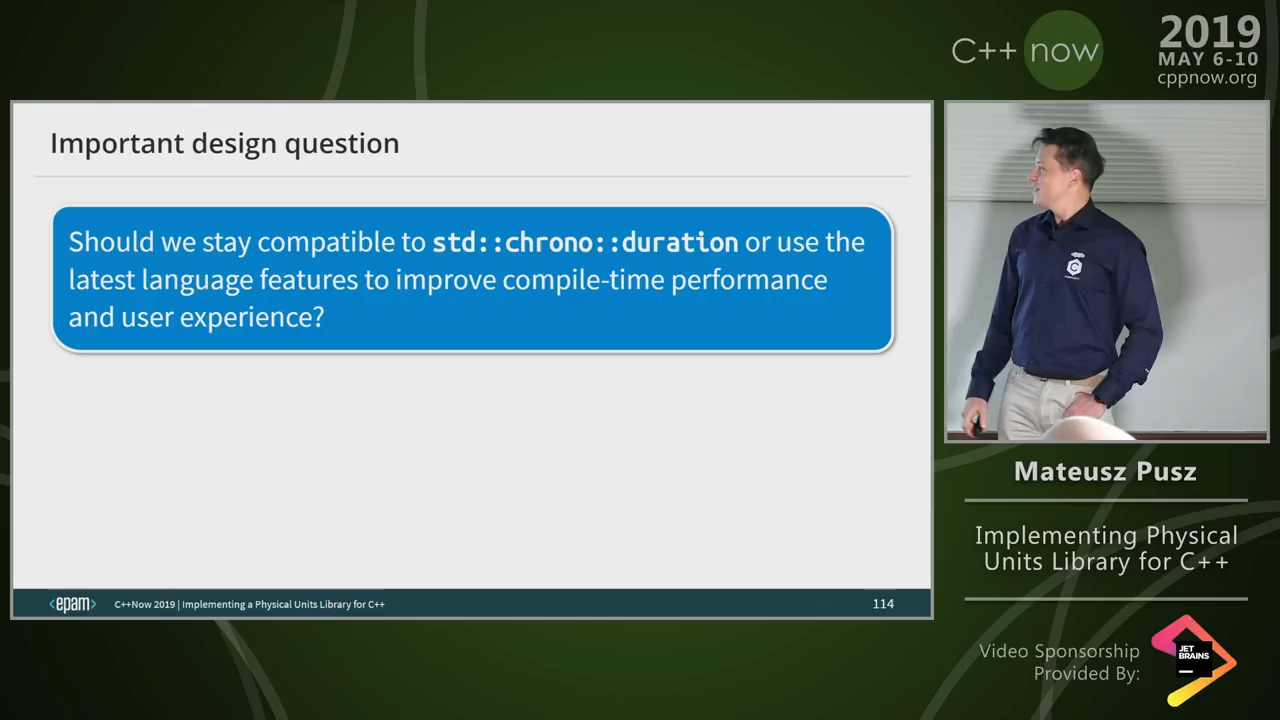 C++ now
2019
MAY 6-10
cppnow.org
Important design question
Should we stay compatible to std::chrono::duration or use the
latest language features to improve compile-time performance
and user experience?
<epam>
C++Now 2019 | Implementing a Physical Units Library for C++
114
Mateusz Pusz
Implementing Physical
Units Library for C++
Video Sponsorship
Provided By:
JET
BRAINS